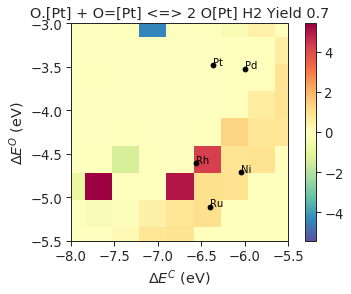 O.[Pt] + O=[Pt] <=> 2 O[Pt] H2 Yield 0.7
−3.0
−3.5
−4.0
−4.5
−5.0
−5.5
ΔE^O (eV)
Pt
Pd
Rh
Ni
Ru
−8.0 −7.5 −7.0 −6.5 −6.0 −5.5
ΔE^C (eV)
4
2
0
−2
−4